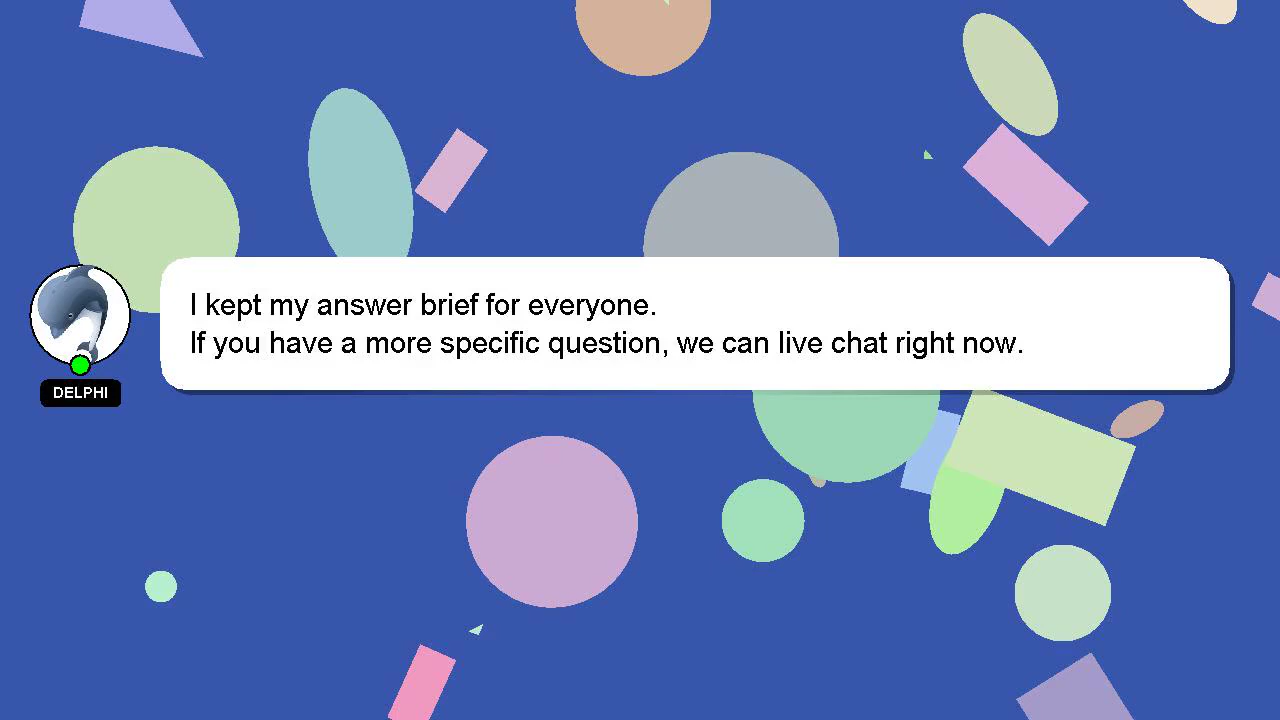 I kept my answer brief for everyone.
If you have a more specific question, we can live chat right now.
DELPHI